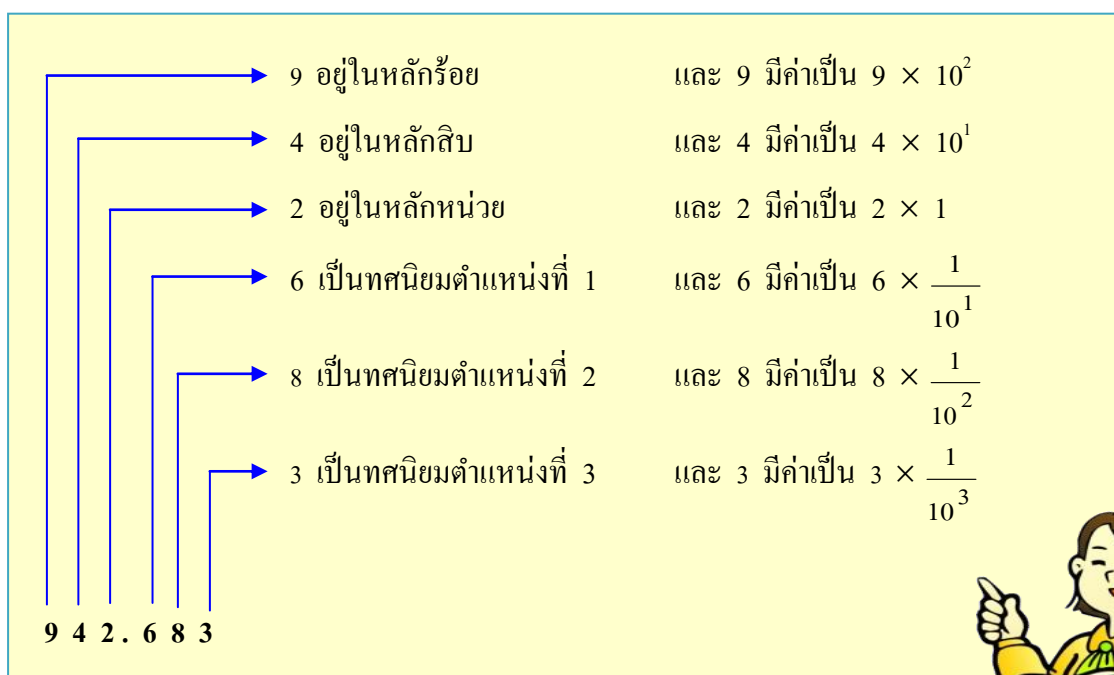 9 อยู่ในหลักร้อย และ 9 มีค่าเป็น 9 × 10²
4 อยู่ในหลักสิบ และ 4 มีค่าเป็น 4 × 10¹
2 อยู่ในหลักหน่วย และ 2 มีค่าเป็น 2 × 1
6 เป็นทศนิยมตำแหน่งที่ 1 และ 6 มีค่าเป็น 6 × 1/10¹
8 เป็นทศนิยมตำแหน่งที่ 2 และ 8 มีค่าเป็น 8 × 1/10²
3 เป็นทศนิยมตำแหน่งที่ 3 และ 3 มีค่าเป็น 3 × 1/10³
9 4 2 . 6 8 3